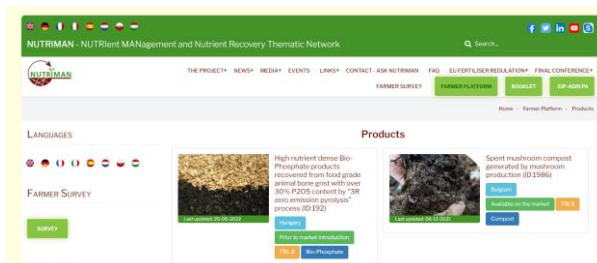 NUTRIMAN - NUTRIent MANagement and Nutrient Recovery Thematic Network
Search...
NUTRIMAN
THE PROJECT NEWS MEDIA EVENTS LINKS CONTACT - ASK NUTRIMAN FAQ EU FERTILISER REGULATION FINAL CONFERENCE
FARMER SURVEY FARMER PLATFORM BOOKLET EIP-AGRI PA
Home - Farmer Platform - Products
LANGUAGES
FARMER SURVEY
SURVEY
Products
High nutrient dense Bio-
Phosphate products
recovered from food grade
animal bone grist with over
30% P2O5 content by "3R
zero emission pyrolysis"
process (ID:192)
Last updated: 20-05-2022
Hungary
Prior to market introduction
TRL 8 Bio-Phosphate
Spent mushroom compost
generated by mushroom
production (ID:1986)
Last updated: 06-12-2021
Belgium
Available on the market TRL 9
Compost